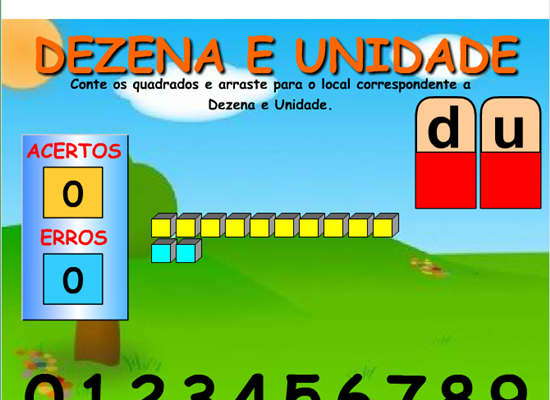 DEZENA E UNIDADE
Conte os quadrados e arraste para o local correspondente a
Dezena e Unidade.
d u
ACERTOS
0
ERROS
0
0 1 2 3 4 5 6 7 8 9